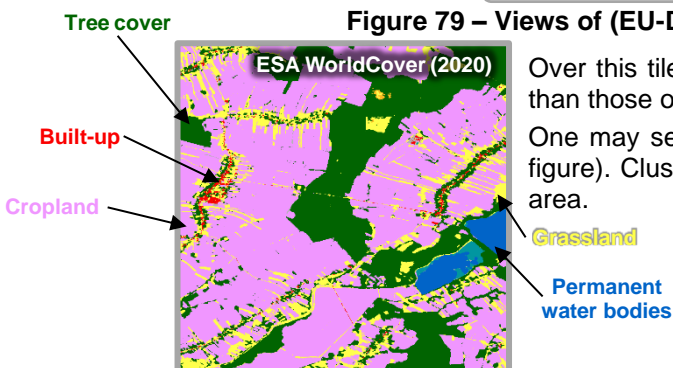 Figure 79 – Views of (EU-D
Tree cover
ESA WorldCover (2020)
Built-up
Cropland
Over this tile
than those o
One may se
figure). Clus
area.
Grassland
Permanent
water bodies